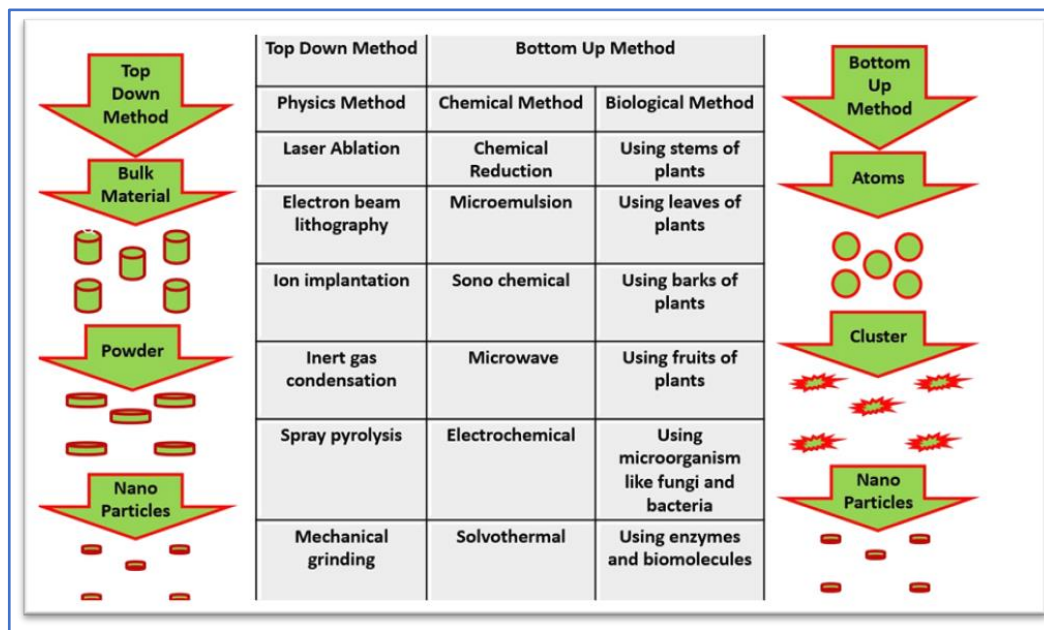 Top
Down
Method
Bulk
Material
Powder
Nano
Particles
Top Down Method
Bottom Up Method
Physics Method
Chemical Method
Biological Method
Laser Ablation
Chemical
Reduction
Using stems of
plants
Electron beam
lithography
Microemulsion
Using leaves of
plants
Ion implantation
Sono chemical
Using barks of
plants
Inert gas
condensation
Microwave
Using fruits of
plants
Spray pyrolysis
Electrochemical
Using
microorganism
like fungi and
bacteria
Mechanical
grinding
Solvothermal
Using enzymes
and biomolecules
Bottom
Up
Method
Atoms
Cluster
Nano
Particles